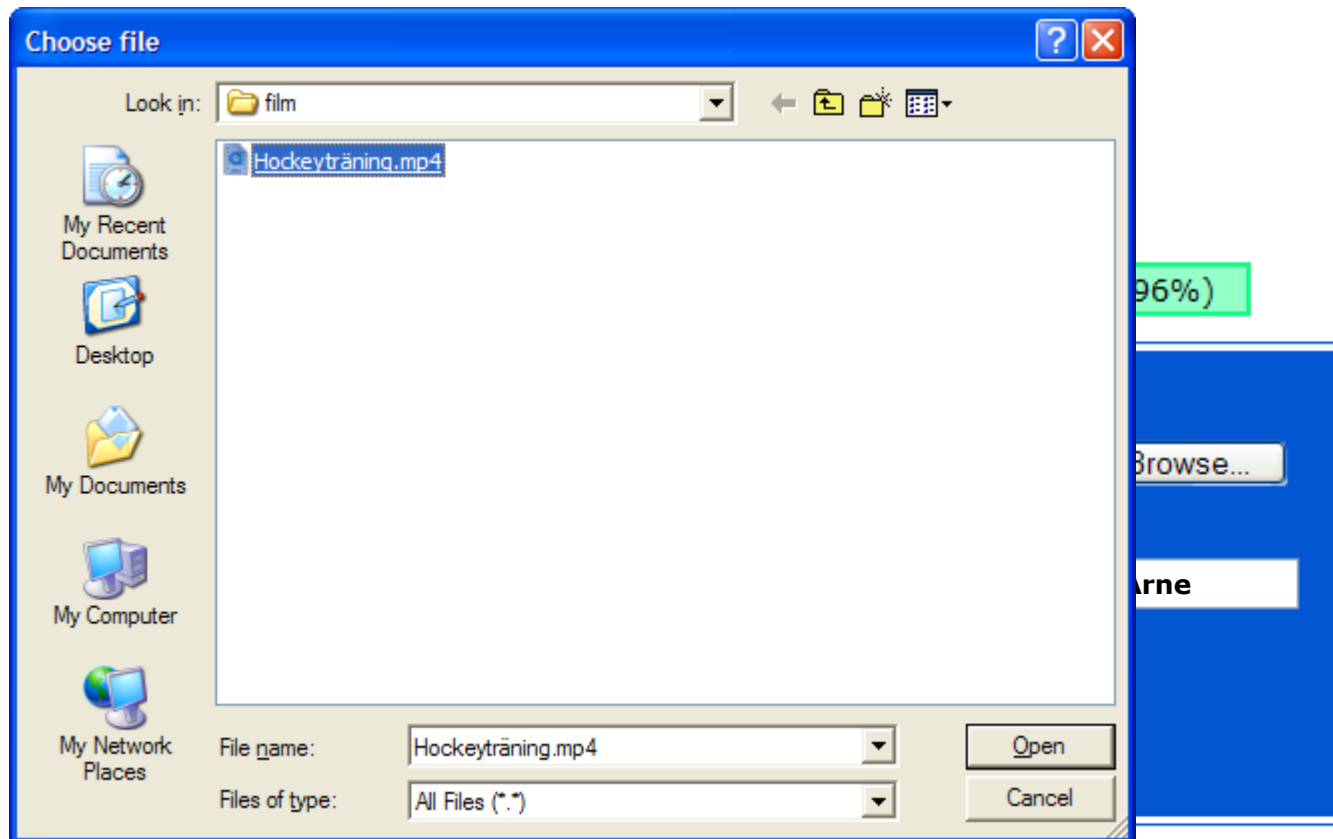 Choose file
Look in: film
Hockeyträning.mp4
My Recent
Documents
Desktop
My Documents
My Computer
My Network
Places
File name: Hockeyträning.mp4
Open
Files of type: All Files (*.*)
Cancel
96%)
Browse...
Arne